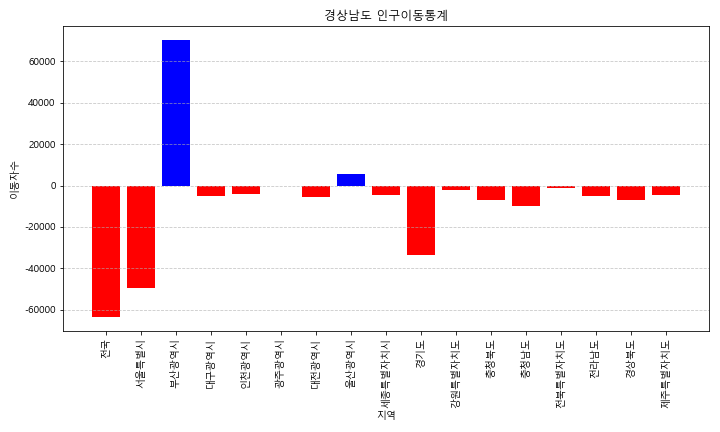 경상남도 인구이동통계
이동자수
60000
40000
20000
0
-20000
-40000
-60000
전국
서울특별시
부산광역시
대구광역시
인천광역시
광주광역시
대전광역시
울산광역시
세종특별자치시
경기도
강원특별자치도
충청북도
충청남도
전북특별자치도
전라남도
경상북도
제주특별자치도
지역